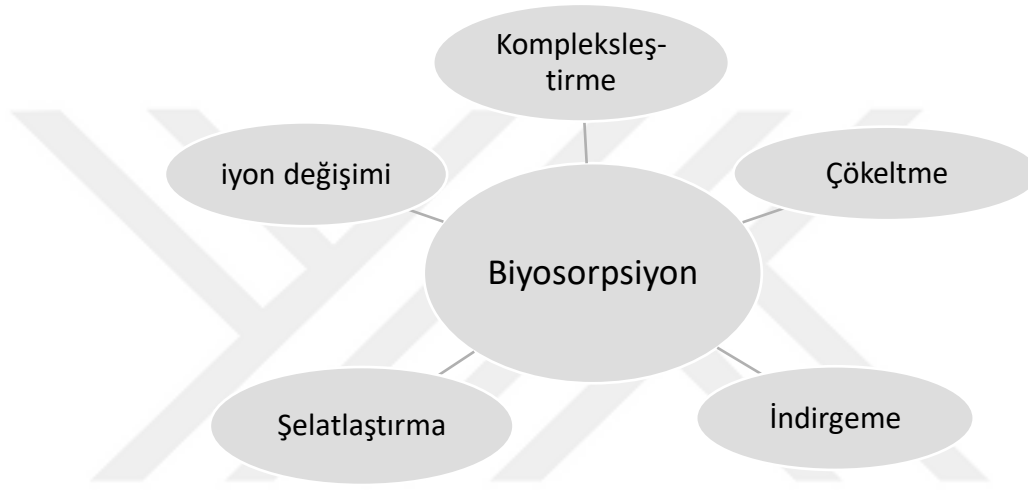 Kompleksleş-
tirme
iyon değişimi
Çökeltme
Biyosorpsiyon
Şelatlaştırma
İndirgeme